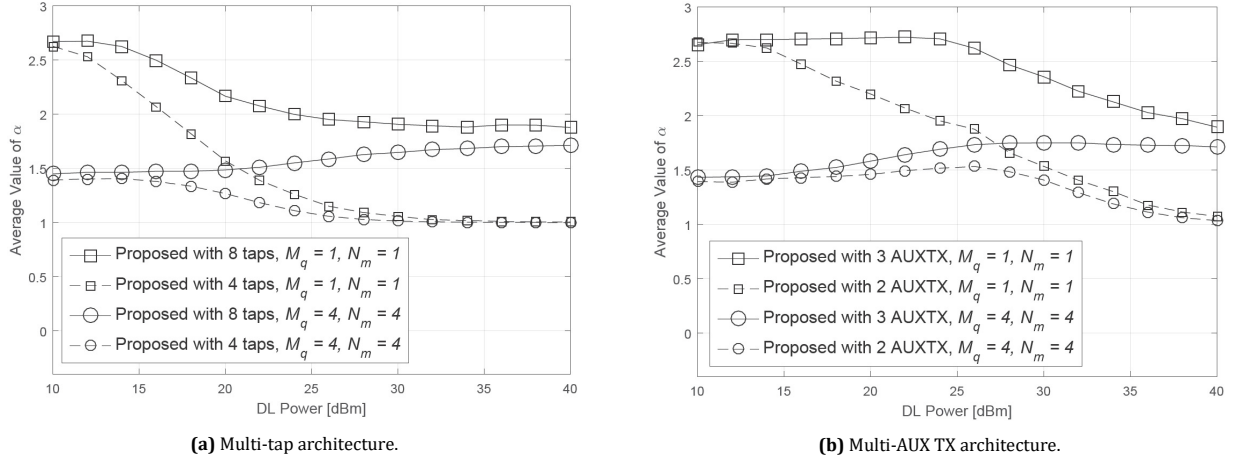 3
2.5
2
1.5
1
0.5
0
Average Value of α
Proposed with 8 taps, M_q = 1, N_m = 1
Proposed with 4 taps, M_q = 1, N_m = 1
Proposed with 8 taps, M_q = 4, N_m = 4
Proposed with 4 taps, M_q = 4, N_m = 4
10 15 20 25 30 35 40
DL Power [dBm]
(a) Multi-tap architecture.
3
2.5
2
1.5
1
0.5
0
Average Value of α
Proposed with 3 AUXTX, M_q = 1, N_m = 1
Proposed with 2 AUXTX, M_q = 1, N_m = 1
Proposed with 3 AUXTX, M_q = 4, N_m = 4
Proposed with 2 AUXTX, M_q = 4, N_m = 4
10 15 20 25 30 35 40
DL Power [dBm]
(b) Multi-AUX TX architecture.